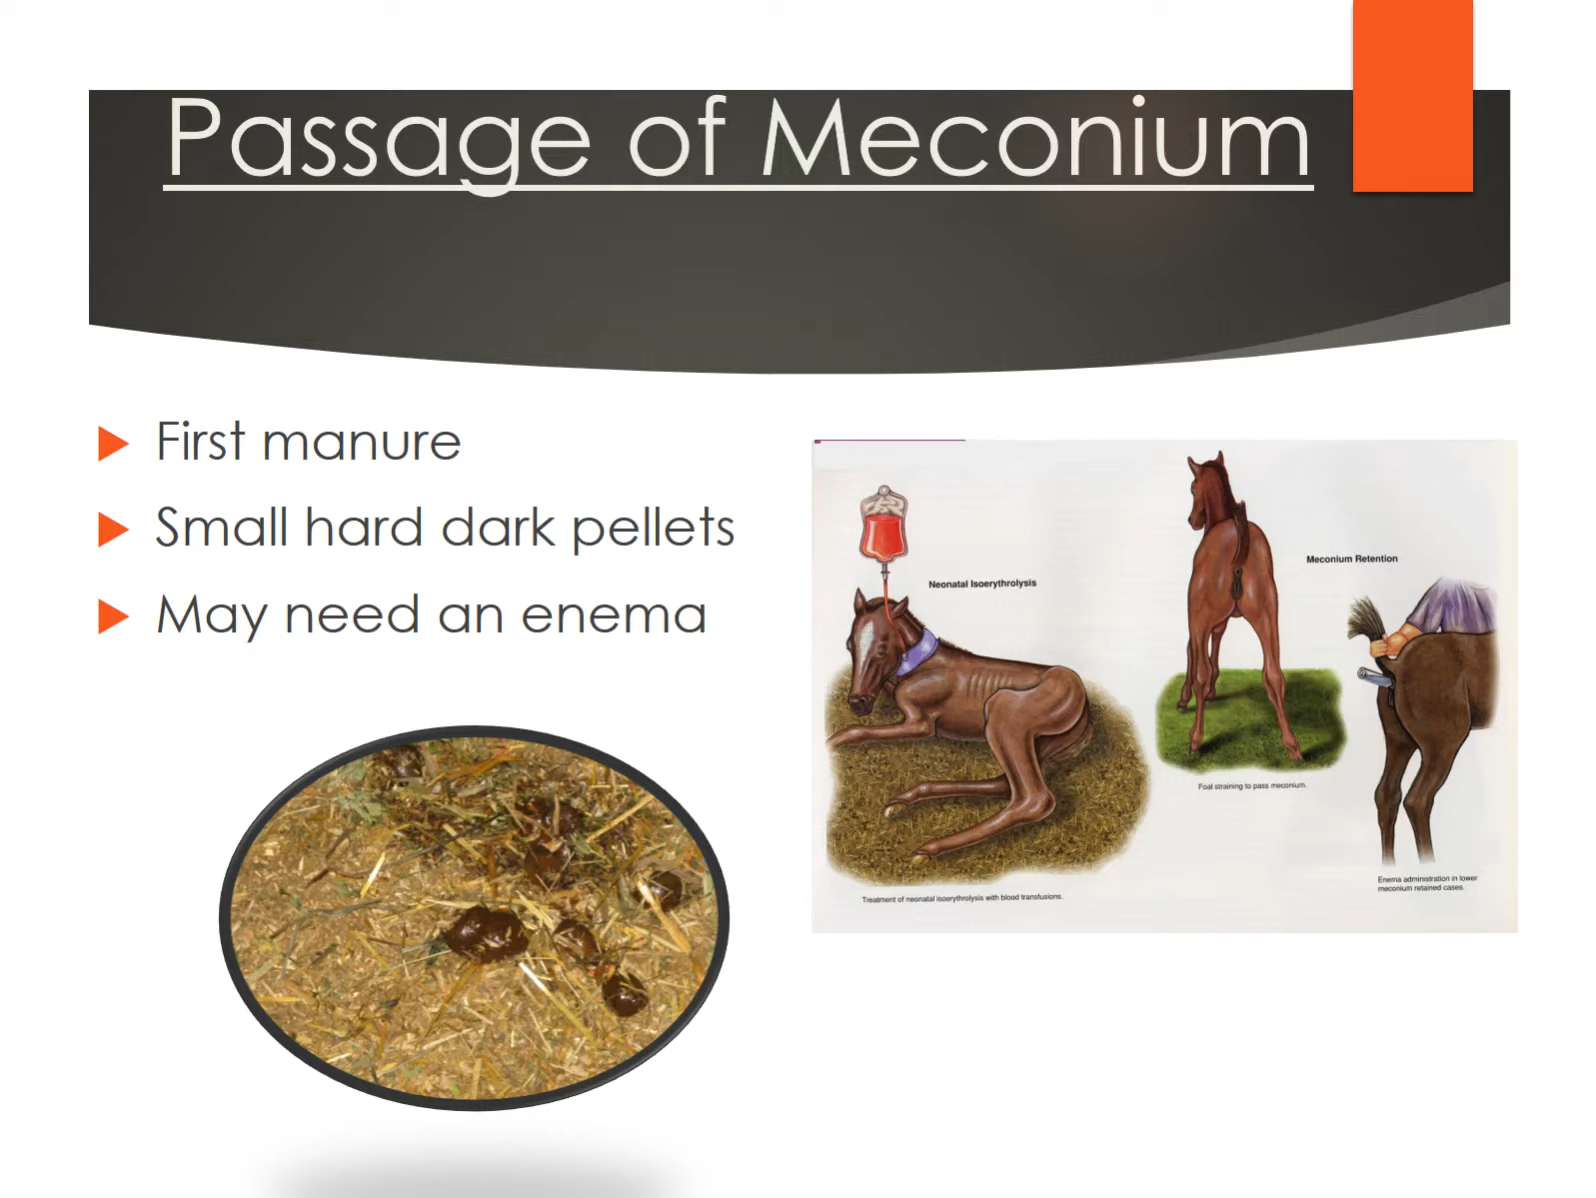 Passage of Meconium
First manure
Small hard dark pellets
May need an enema
Neonatal Isoerythrolysis
Treatment of neonatal isoerythrolysis with blood transfusions.
Meconium Retention
Foal straining to pass meconium.
Enema administration in lower
meconium retained cases.